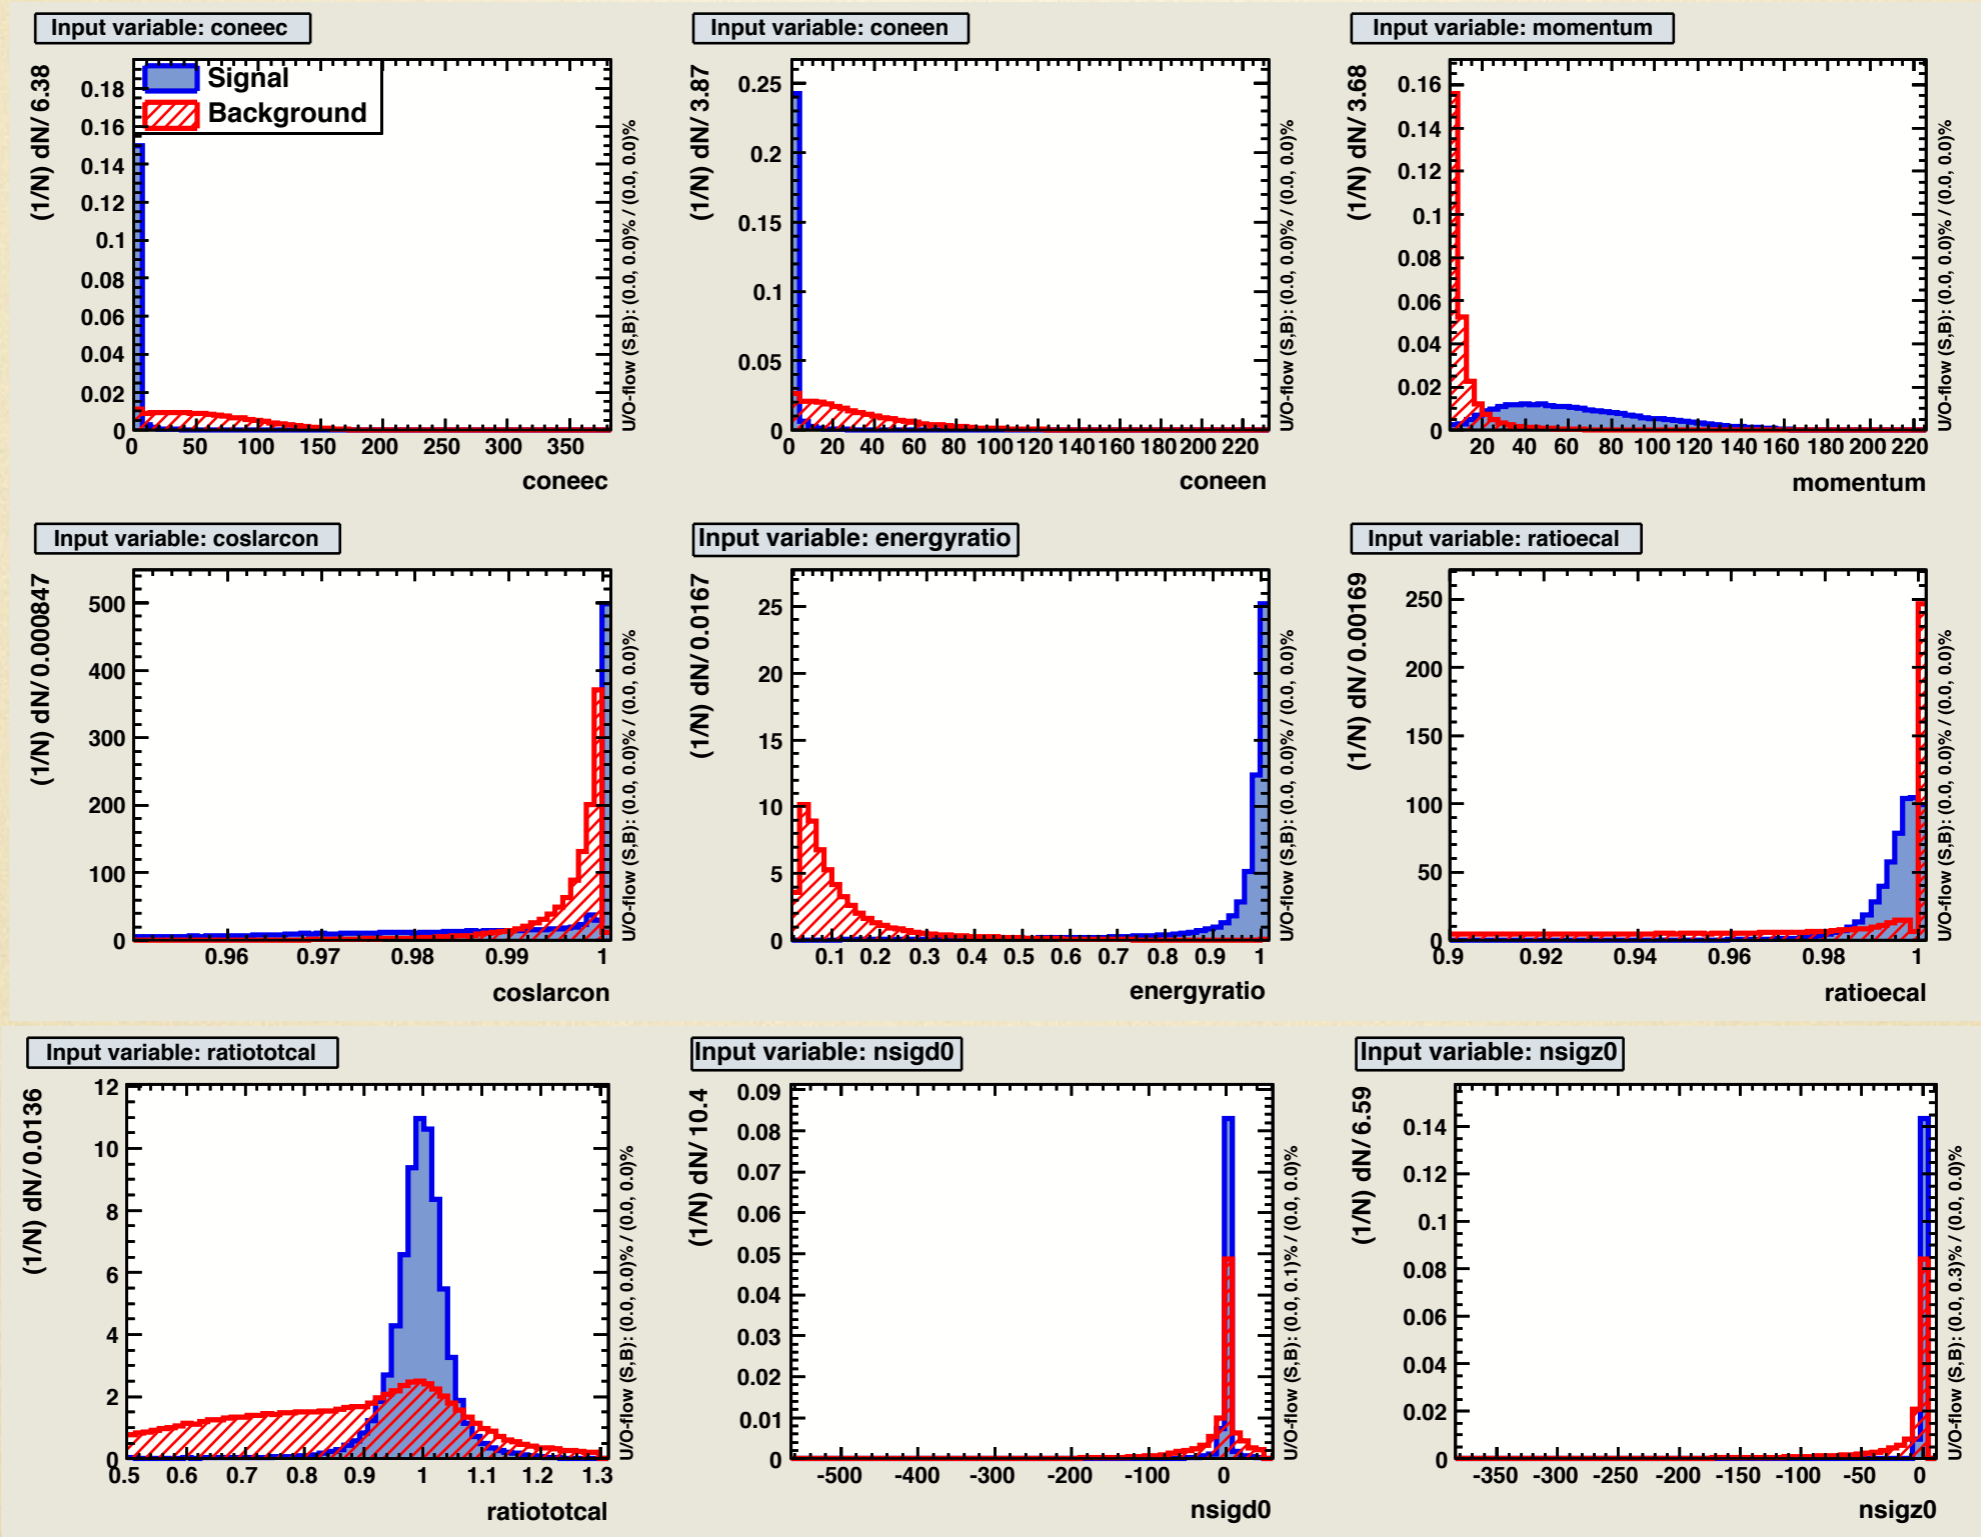 Input variable: coneec
(1/N) dN/ 6.38
0.18
0.16
0.14
0.12
0.1
0.08
0.06
0.04
0.02
0
Signal
Background
0 50 100 150 200 250 300 350
coneec
U/O-flow (S,B): (0.0, 0.0)% / (0.0, 0.0)%
Input variable: coneen
(1/N) dN/ 3.87
0.25
0.2
0.15
0.1
0.05
0
0 20 40 60 80 100 120 140 160 180 200 220
coneen
U/O-flow (S,B): (0.0, 0.0)% / (0.0, 0.0)%
Input variable: momentum
(1/N) dN/ 3.68
0.16
0.14
0.12
0.1
0.08
0.06
0.04
0.02
0
20 40 60 80 100 120 140 160 180 200 220
momentum
U/O-flow (S,B): (0.0, 0.0)% / (0.0, 0.0)%
Input variable: coslarcon
(1/N) dN/ 0.000847
500
400
300
200
100
0
0.96 0.97 0.98 0.99 1
coslarcon
U/O-flow (S,B): (0.0, 0.0)% / (0.0, 0.0)%
Input variable: energyratio
(1/N) dN/ 0.0167
25
20
15
10
5
0
0.1 0.2 0.3 0.4 0.5 0.6 0.7 0.8 0.9 1
energyratio
U/O-flow (S,B): (0.0, 0.0)% / (0.0, 0.0)%
Input variable: ratioecal
(1/N) dN/ 0.00169
250
200
150
100
50
0
0.9 0.92 0.94 0.96 0.98 1
ratioecal
U/O-flow (S,B): (0.0, 0.0)% / (0.0, 0.0)%
Input variable: ratiototcal
(1/N) dN/ 0.0136
12
10
8
6
4
2
0
0.5 0.6 0.7 0.8 0.9 1 1.1 1.2 1.3
ratiototcal
U/O-flow (S,B): (0.0, 0.0)% / (0.0, 0.0)%
Input variable: nsigd0
(1/N) dN/ 10.4
0.09
0.08
0.07
0.06
0.05
0.04
0.03
0.02
0.01
0
-500 -400 -300 -200 -100 0
nsigd0
U/O-flow (S,B): (0.0, 0.1)% / (0.0, 0.0)%
Input variable: nsigz0
(1/N) dN/ 6.59
0.14
0.12
0.1
0.08
0.06
0.04
0.02
0
-350 -300 -250 -200 -150 -100 -50 0
nsigz0
U/O-flow (S,B): (0.0, 0.3)% / (0.0, 0.0)%